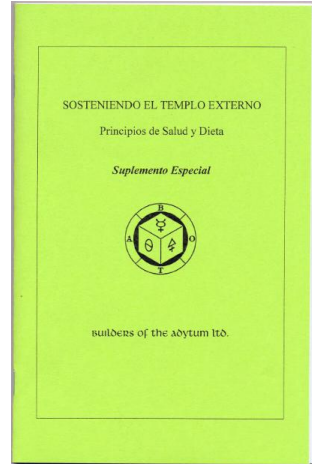 SOSTENIENDO EL TEMPLO EXTERNO
Principios de Salud y Dieta
Suplemento Especial
B
A O
T
Builders of the Adytum ltd.